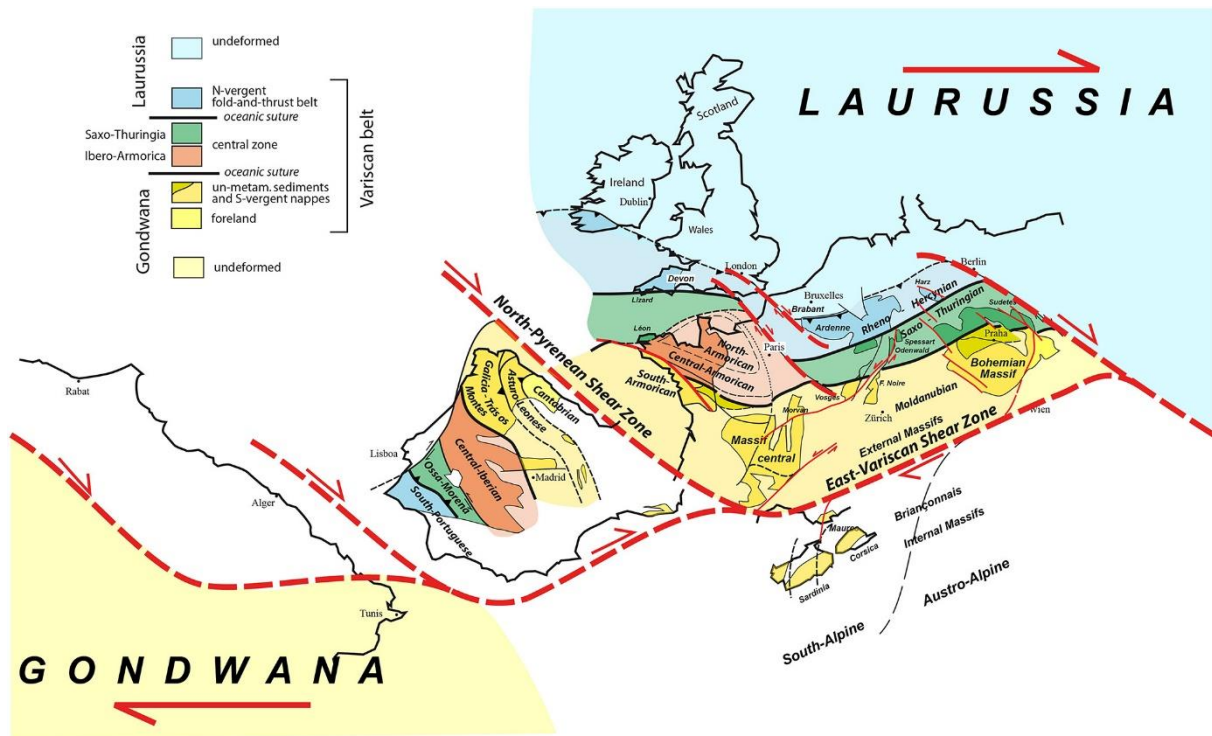 Laurussia
undeformed
N-vergent
fold-and-thrust belt
oceanic suture
Saxo-Thuringia
central zone
Ibero-Armorica
oceanic suture
Gondwana
un-metam. sediments
and S-vergent nappes
foreland
undeformed
Variscan belt
LAURUSSIA
Scotland
Ireland
Dublin
Wales
London
Devon
Lizard
Léon
Bruxelles
Brabant
Ardenne
Rheno
Hercynian
Harz
Berlin
Saxo - Thuringian
Sudetes
Spessart
Odenwald
Praha
Bohemian
Massif
Paris
North-
Armorican
Central-Armorican
South-
Armorican
North-Pyrenean Shear Zone
Vosges
F. Noire
Zürich
Moldanubian
Morvan
Massif
central
External Massifs
East-Variscan Shear Zone
Wien
Rabat
Cantabrian
Asturo-Leonese
Galicia - Trás os
Montes
Lisboa
Central-Iberian
Madrid
Ossa-Morena
South-Portuguese
Alger
Tunis
Maures
Corsica
Sardinia
Briançonnais
Internal Massifs
Austro-Alpine
South-Alpine
GONDWANA